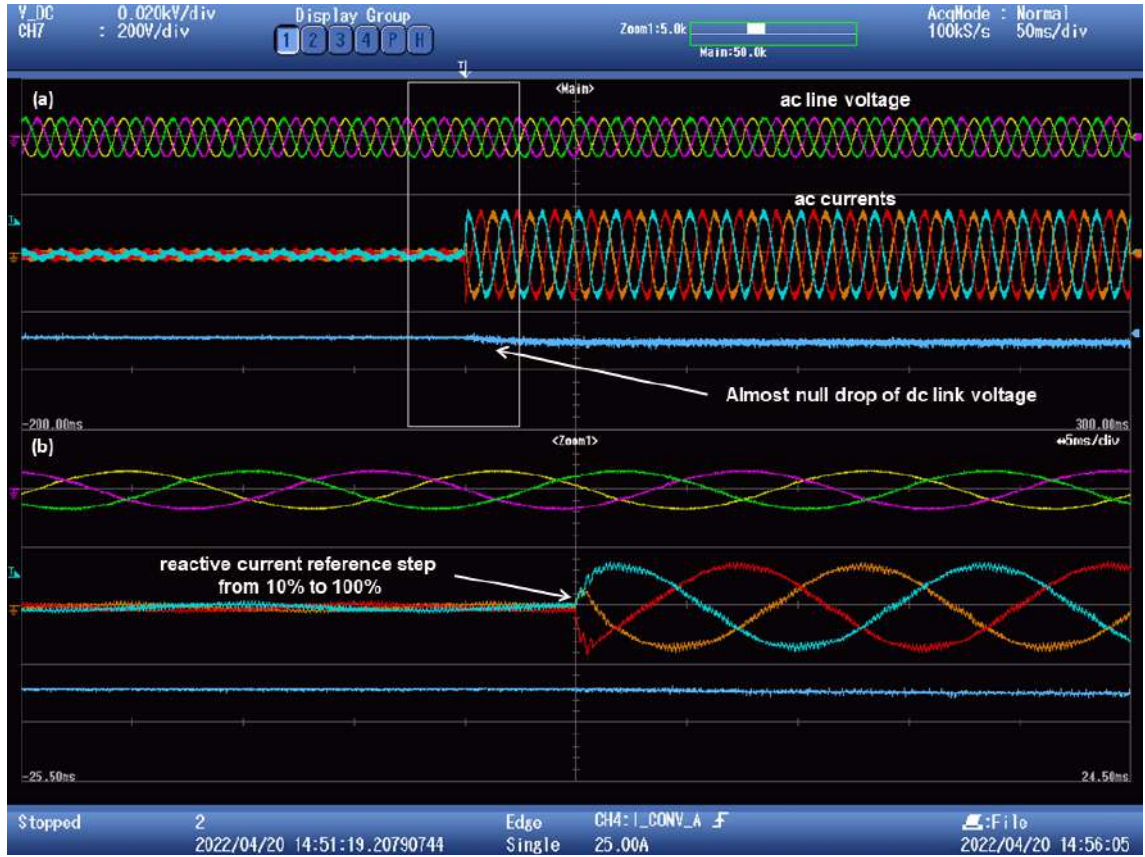 V_DC 0.020kV/div
CH7 : 200V/div
Display Group
1 2 3 4 P H
Zoom1:5.0k
Main:50.0k
AcqMode : Normal
100kS/s 50ms/div
(a)
<Main>
ac line voltage
ac currents
Almost null drop of dc link voltage
-200.00ms
300.00ms
(b)
<Zoom1>
5ms/div
reactive current reference step
from 10% to 100%
-25.50ms
24.50ms
Stopped 2 Edge CH4:I_CONV_A :File
2022/04/20 14:51:19.20790744 Single 25.00A 2022/04/20 14:56:05